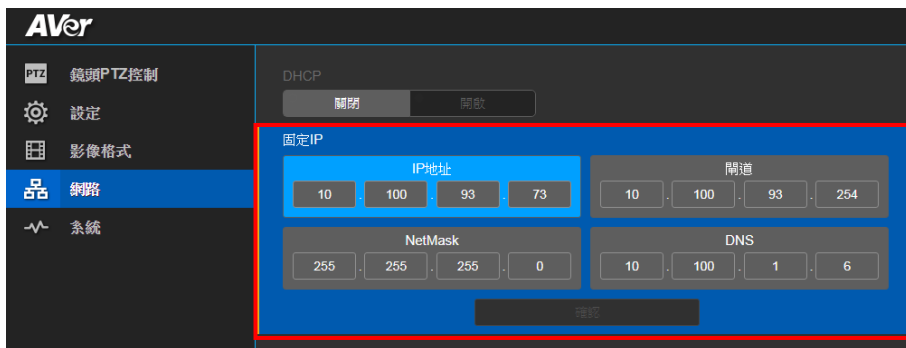 AVer
PTZ 鏡頭PTZ控制
設定
影像格式
網路
系統
DHCP
關閉 開啟
固定IP
IP地址 閘道
10 . 100 . 93 . 73 10 . 100 . 93 . 254
NetMask DNS
255 . 255 . 255 . 0 10 . 100 . 1 . 6
確認